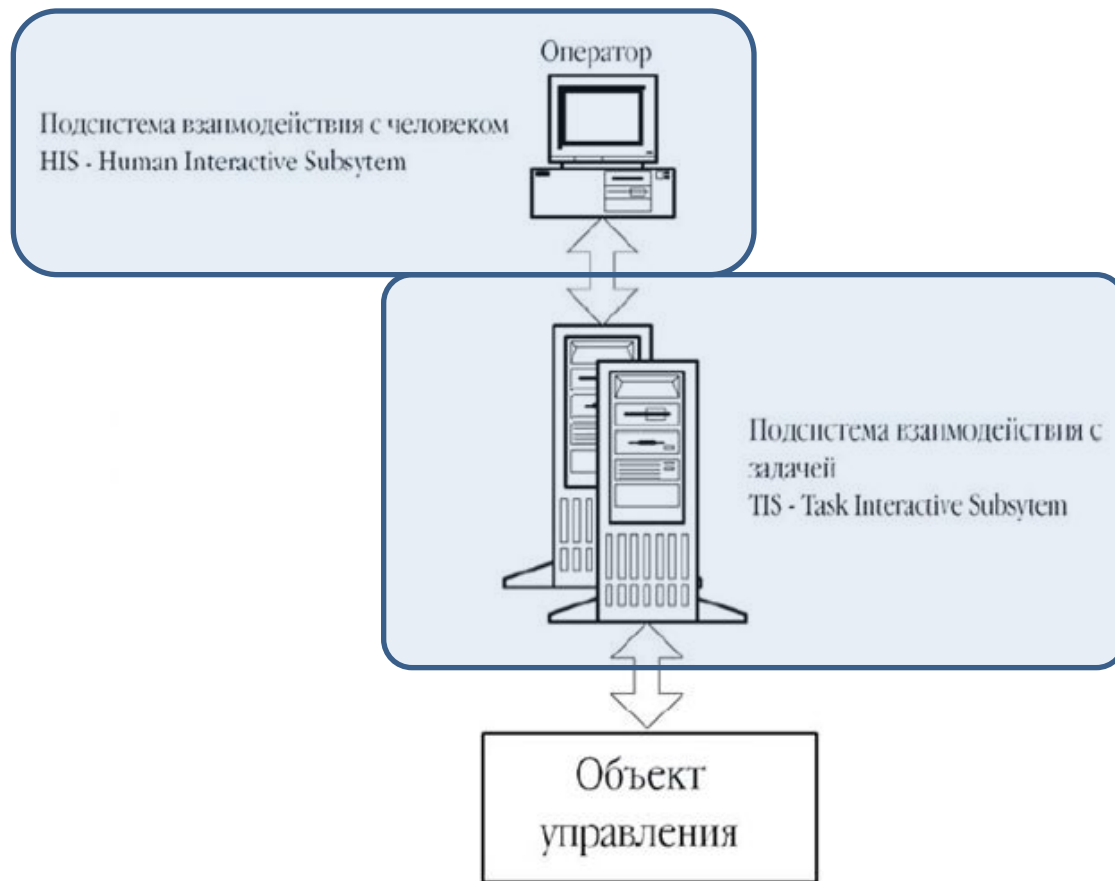 Оператор
Подсистема взаимодействия с человеком
HIS - Human Interactive Subsytem
Подсистема взаимодействия с
задачей
TIS - Task Interactive Subsytem
Объект
управления